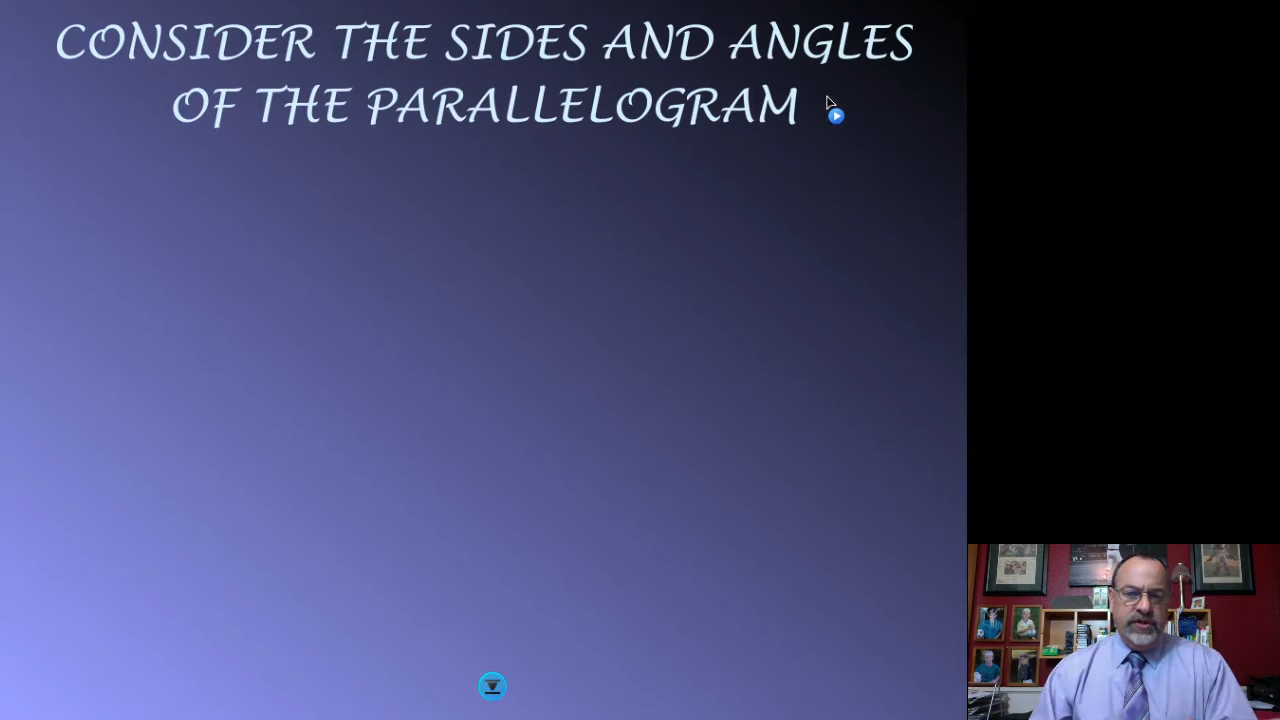 CONSIDER THE SIDES AND ANGLES
OF THE PARALLELOGRAM